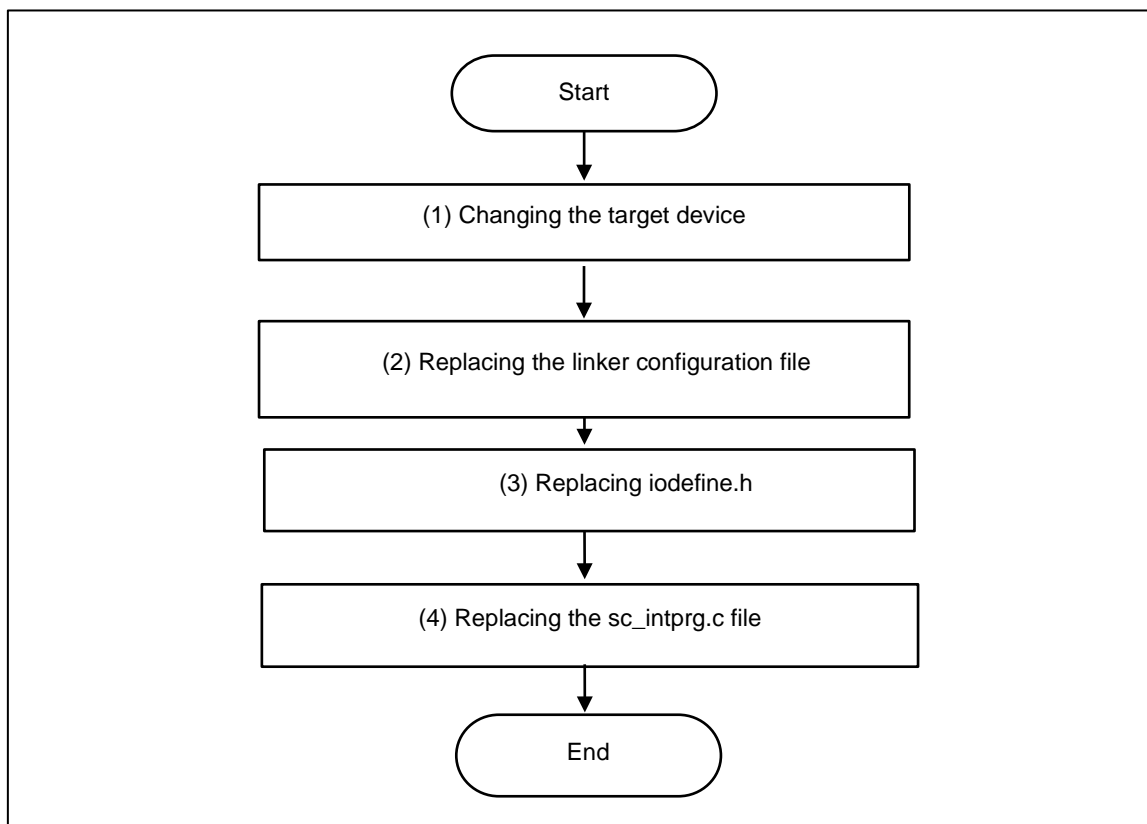 Start
(1) Changing the target device
(2) Replacing the linker configuration file
(3) Replacing iodefine.h
(4) Replacing the sc_intprg.c file
End